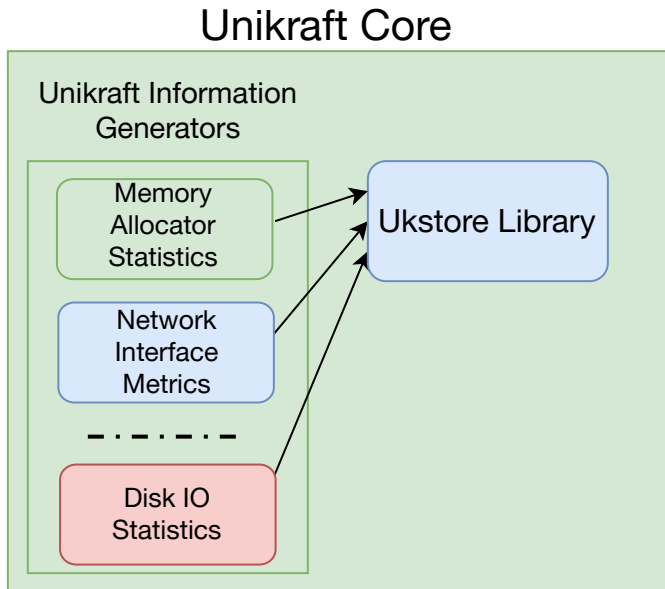 Unikraft Core
Unikraft Information
Generators
Memory
Allocator
Statistics
Ukstore Library
Network
Interface
Metrics
Disk IO
Statistics